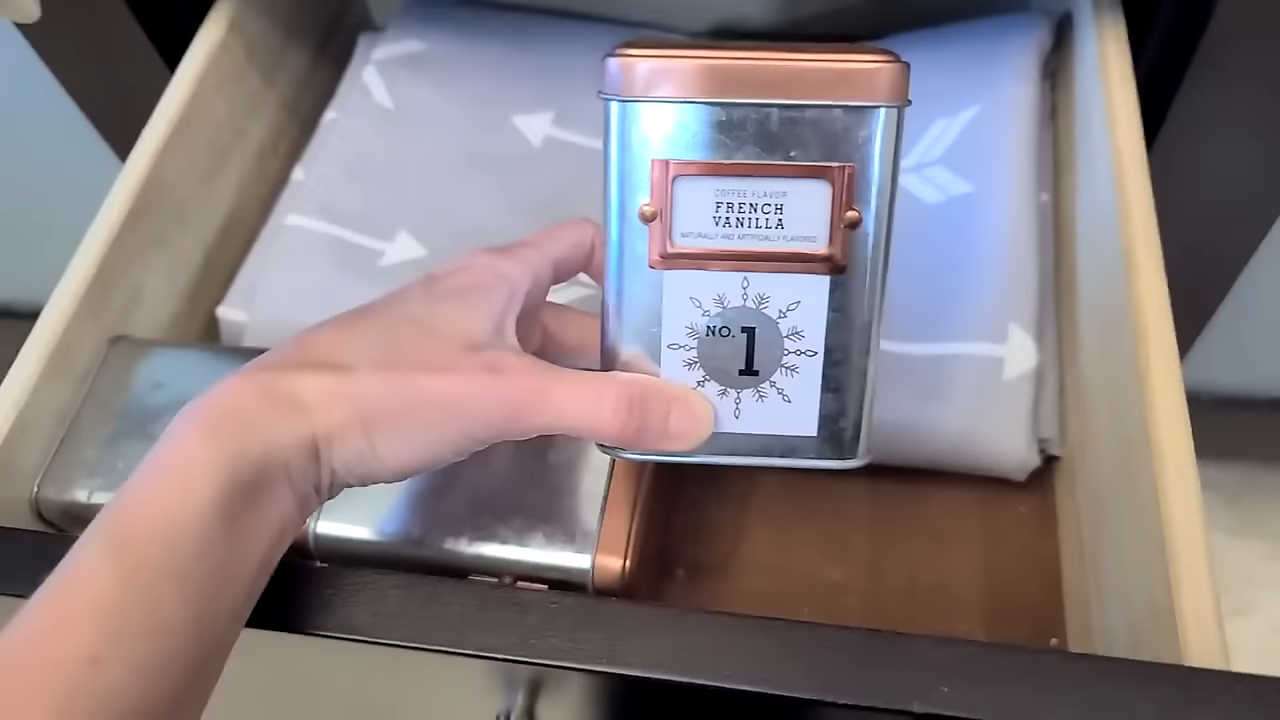 COFFEE FLAVOR
FRENCH
VANILLA
NATURALLY AND ARTIFICIALLY FLAVORED
NO. 1